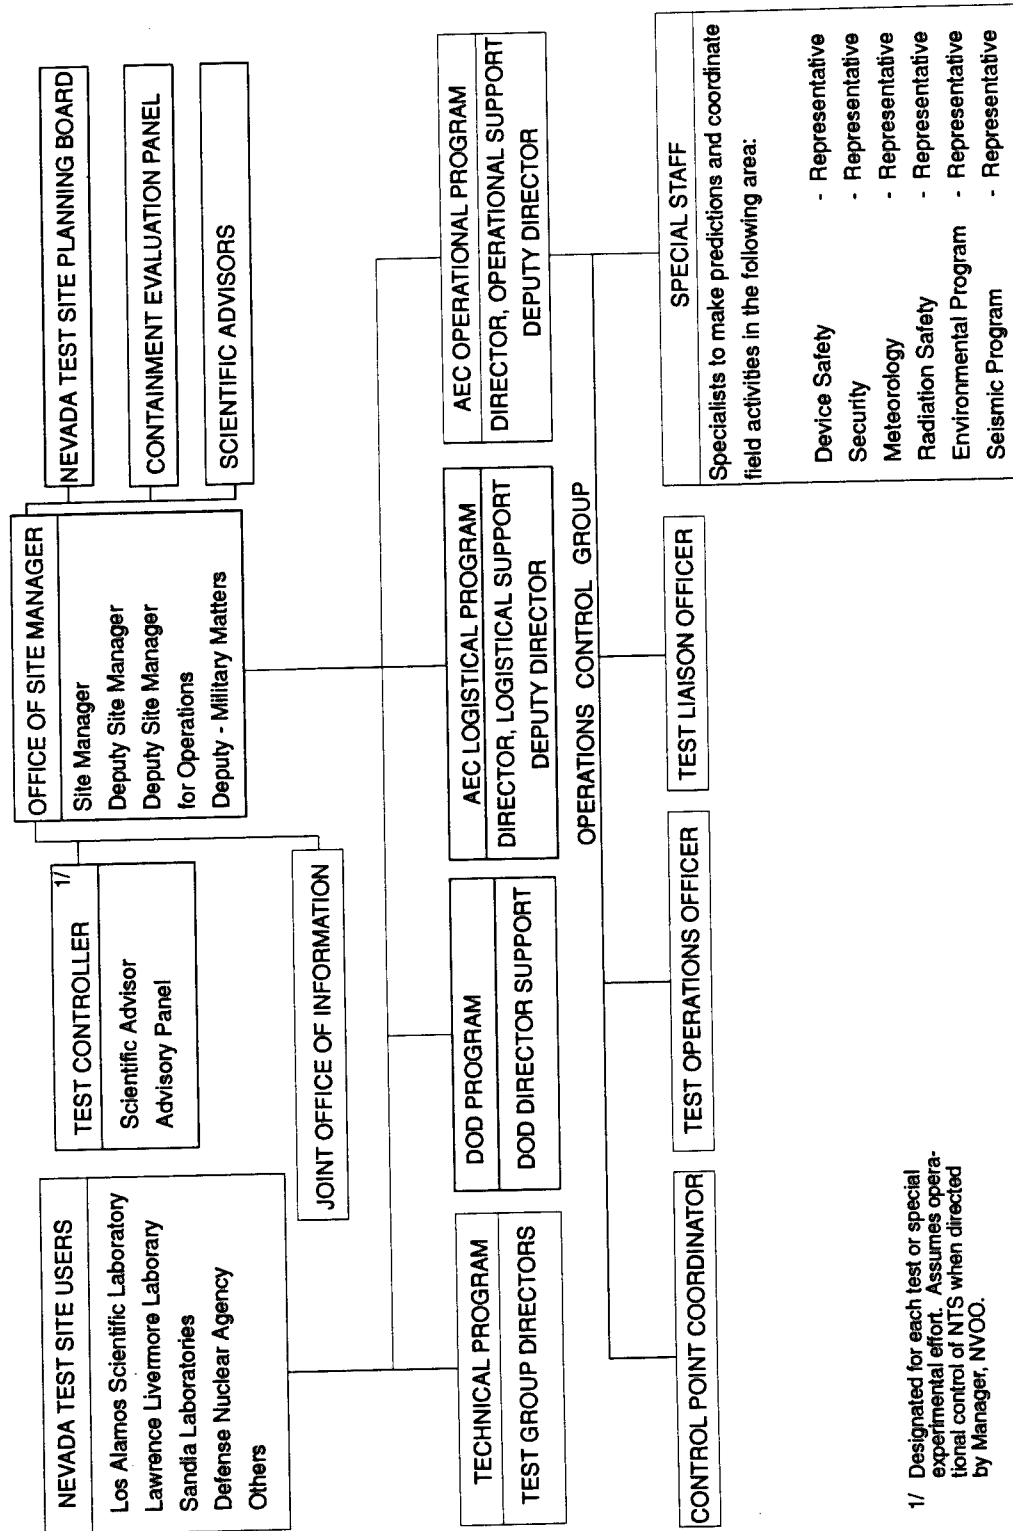 NEVADA TEST SITE USERS
Los Alamos Scientific Laboratory
Lawrence Livermore Laborary
Sandia Laboratories
Defense Nuclear Agency
Others
TEST CONTROLLER 1/
Scientific Advisor
Advisory Panel
JOINT OFFICE OF INFORMATION
OFFICE OF SITE MANAGER
Site Manager
Deputy Site Manager
Deputy Site Manager
for Operations
Deputy - Military Matters
NEVADA TEST SITE PLANNING BOARD
CONTAINMENT EVALUATION PANEL
SCIENTIFIC ADVISORS
TECHNICAL PROGRAM
TEST GROUP DIRECTORS
DOD PROGRAM
DOD DIRECTOR SUPPORT
AEC LOGISTICAL PROGRAM
DIRECTOR, LOGISTICAL SUPPORT
DEPUTY DIRECTOR
AEC OPERATIONAL PROGRAM
DIRECTOR, OPERATIONAL SUPPORT
DEPUTY DIRECTOR
OPERATIONS CONTROL GROUP
CONTROL POINT COORDINATOR
TEST OPERATIONS OFFICER
TEST LIAISON OFFICER
SPECIAL STAFF
Specialists to make predictions and coordinate
field activities in the following area:
Device Safety - Representative
Security - Representative
Meteorology - Representative
Radiation Safety - Representative
Environmental Program - Representative
Seismic Program - Representative
1/ Designated for each test or special
experimental effort. Assumes opera-
tional control of NTS when directed
by Manager, NVOO.